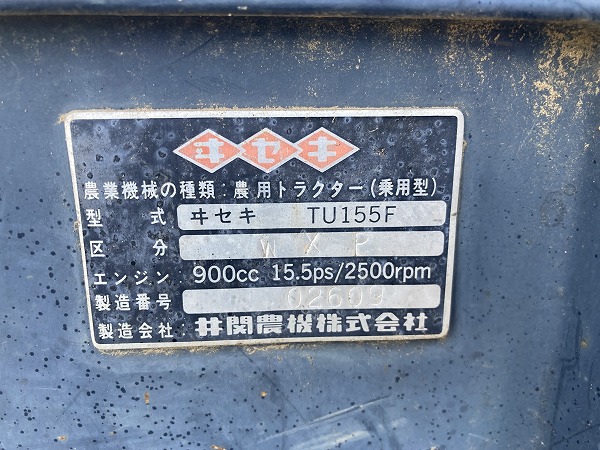 ヰセキ
農業機械の種類:農用トラクター(乗用型)
型式 ヰセキ TU155F
区分 WXP
エンジン: 900cc 15.5ps/2500rpm
製造番号 02609
製造会社: 井関農機株式会社